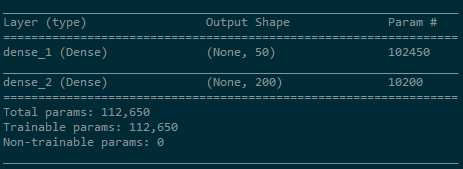 _________________________________________________________________
Layer (type)                 Output Shape              Param #
=================================================================
dense_1 (Dense)              (None, 50)                102450
_________________________________________________________________
dense_2 (Dense)              (None, 200)               10200
=================================================================
Total params: 112,650
Trainable params: 112,650
Non-trainable params: 0
_________________________________________________________________